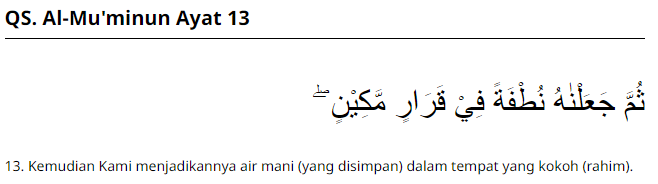 QS. Al-Mu'minun Ayat 13
ثُمَّ جَعَلْنٰهُ نُطْفَةً فِيْ قَرَارٍ مَّكِيْنٍ ۖ
13. Kemudian Kami menjadikannya air mani (yang disimpan) dalam tempat yang kokoh (rahim).